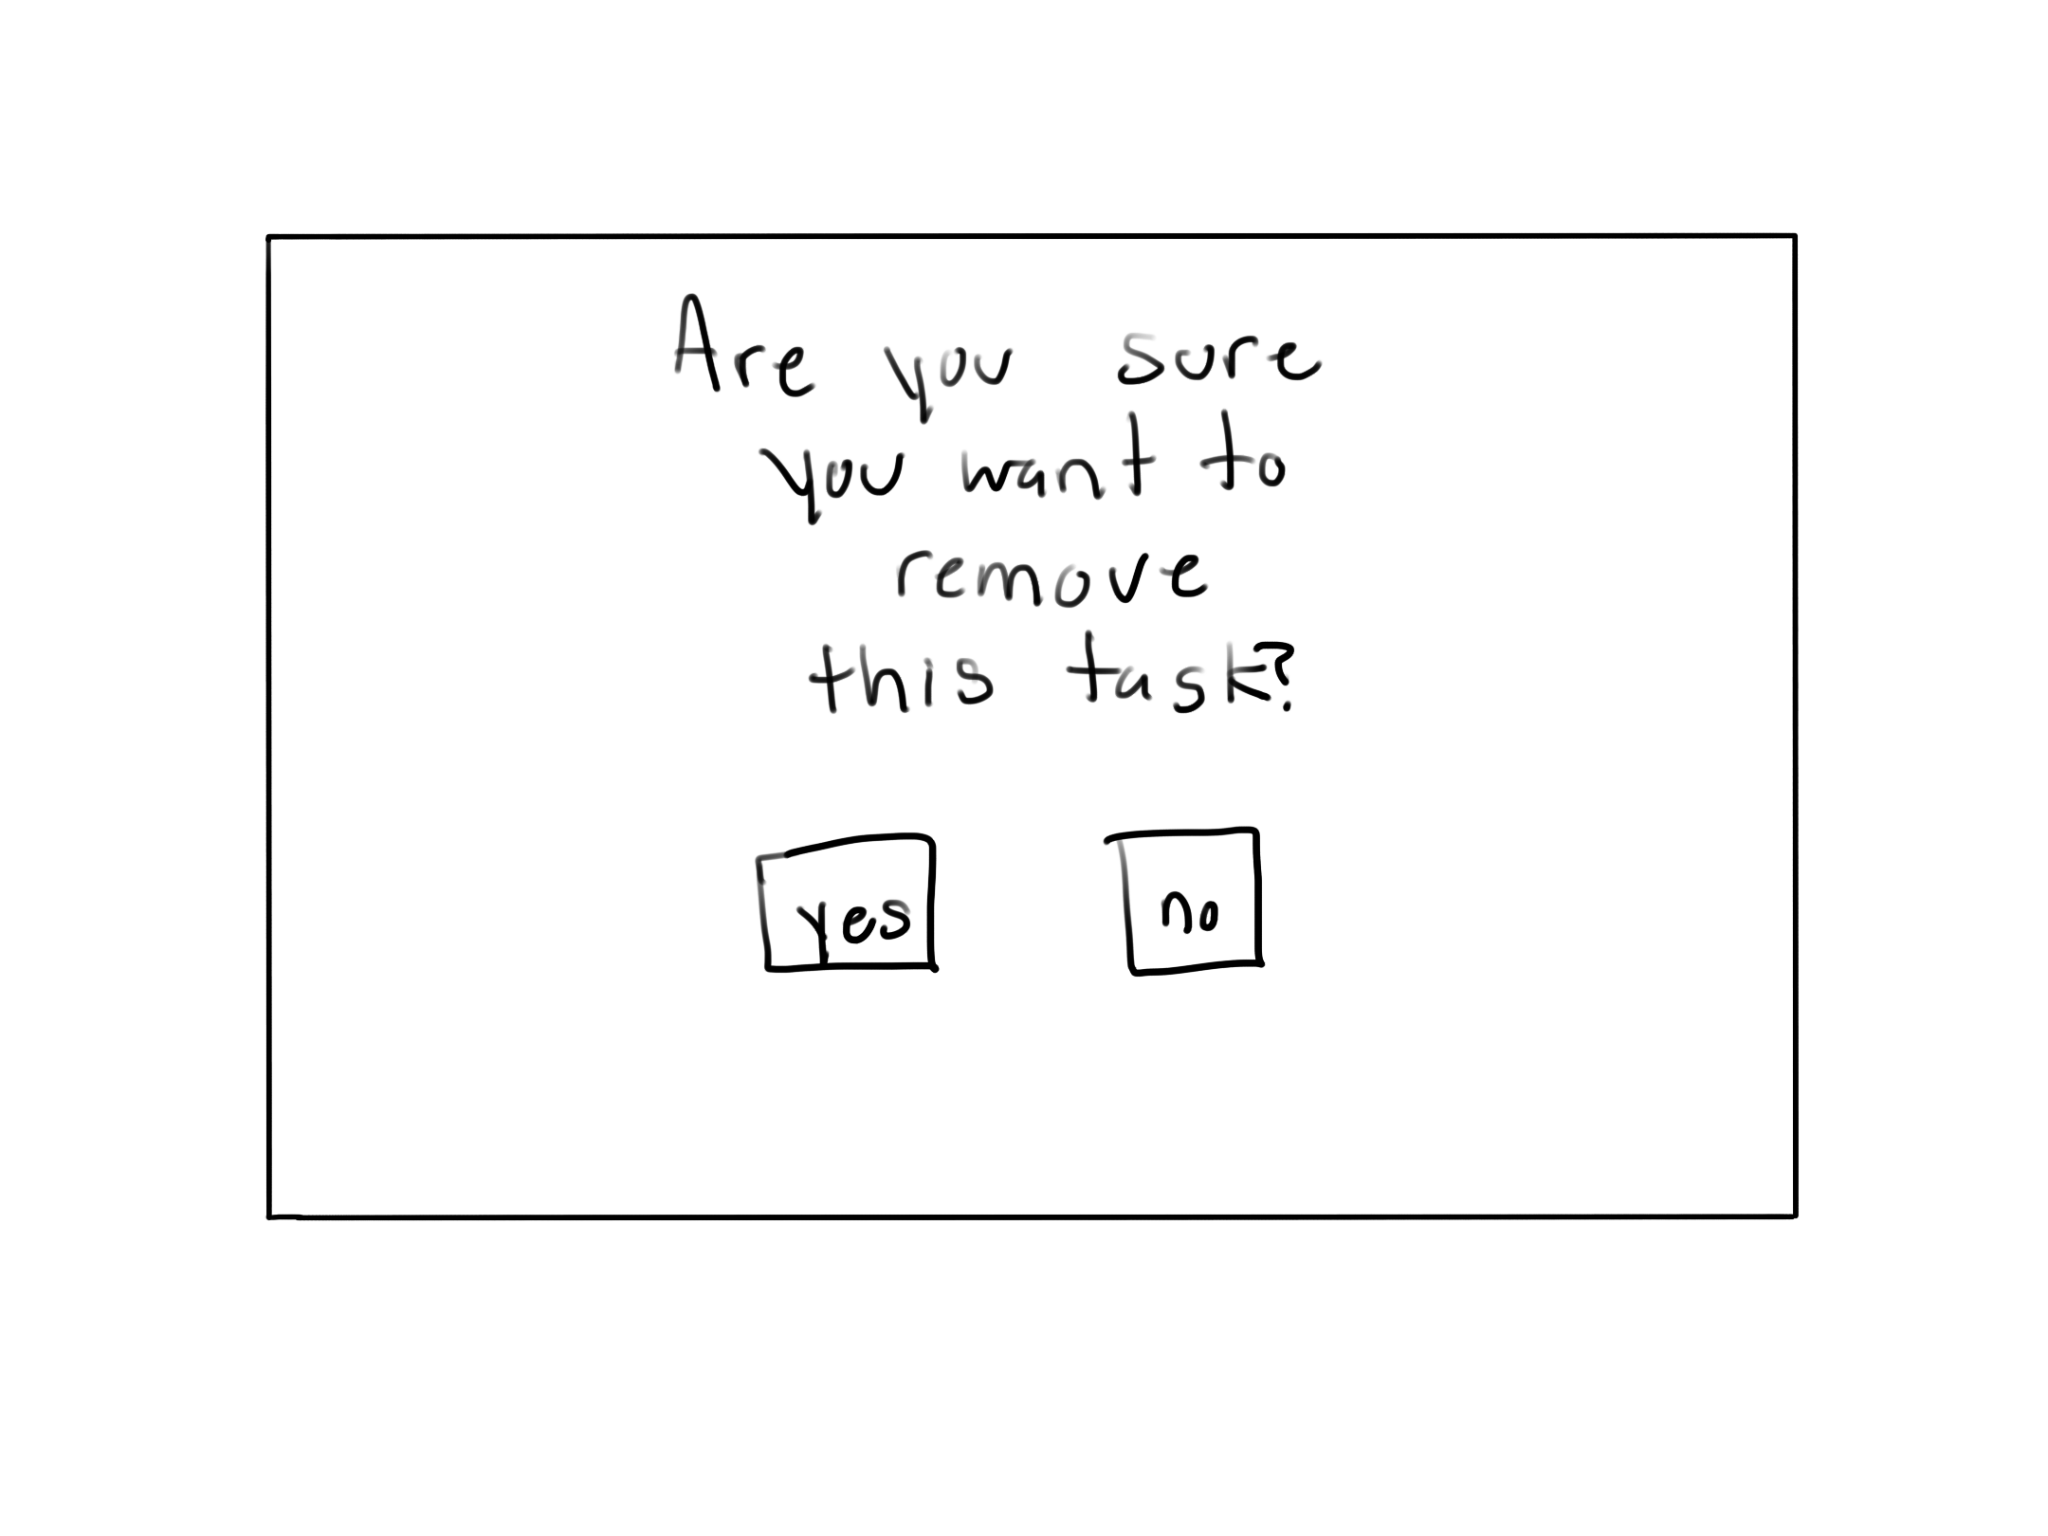 Are you sure
you want to
remove
this task?
yes no